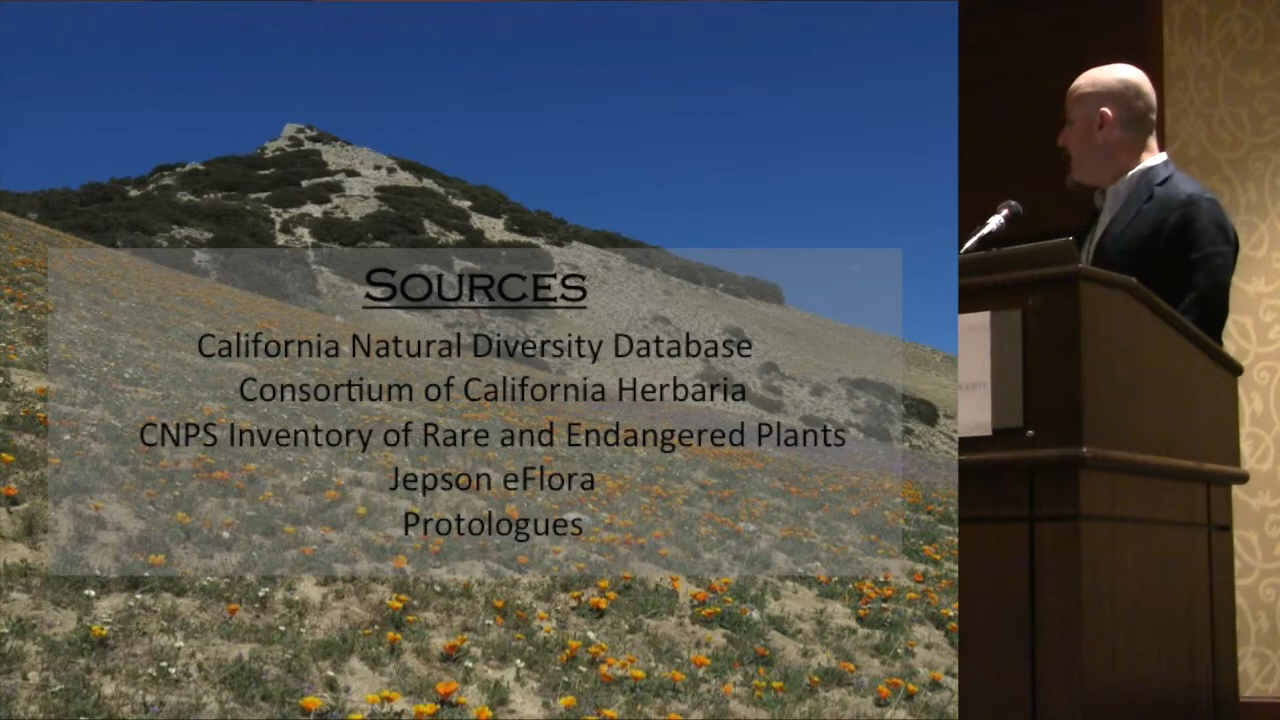 SOURCES
California Natural Diversity Database
Consortium of California Herbaria
CNPS Inventory of Rare and Endangered Plants
Jepson eFlora
Protologues